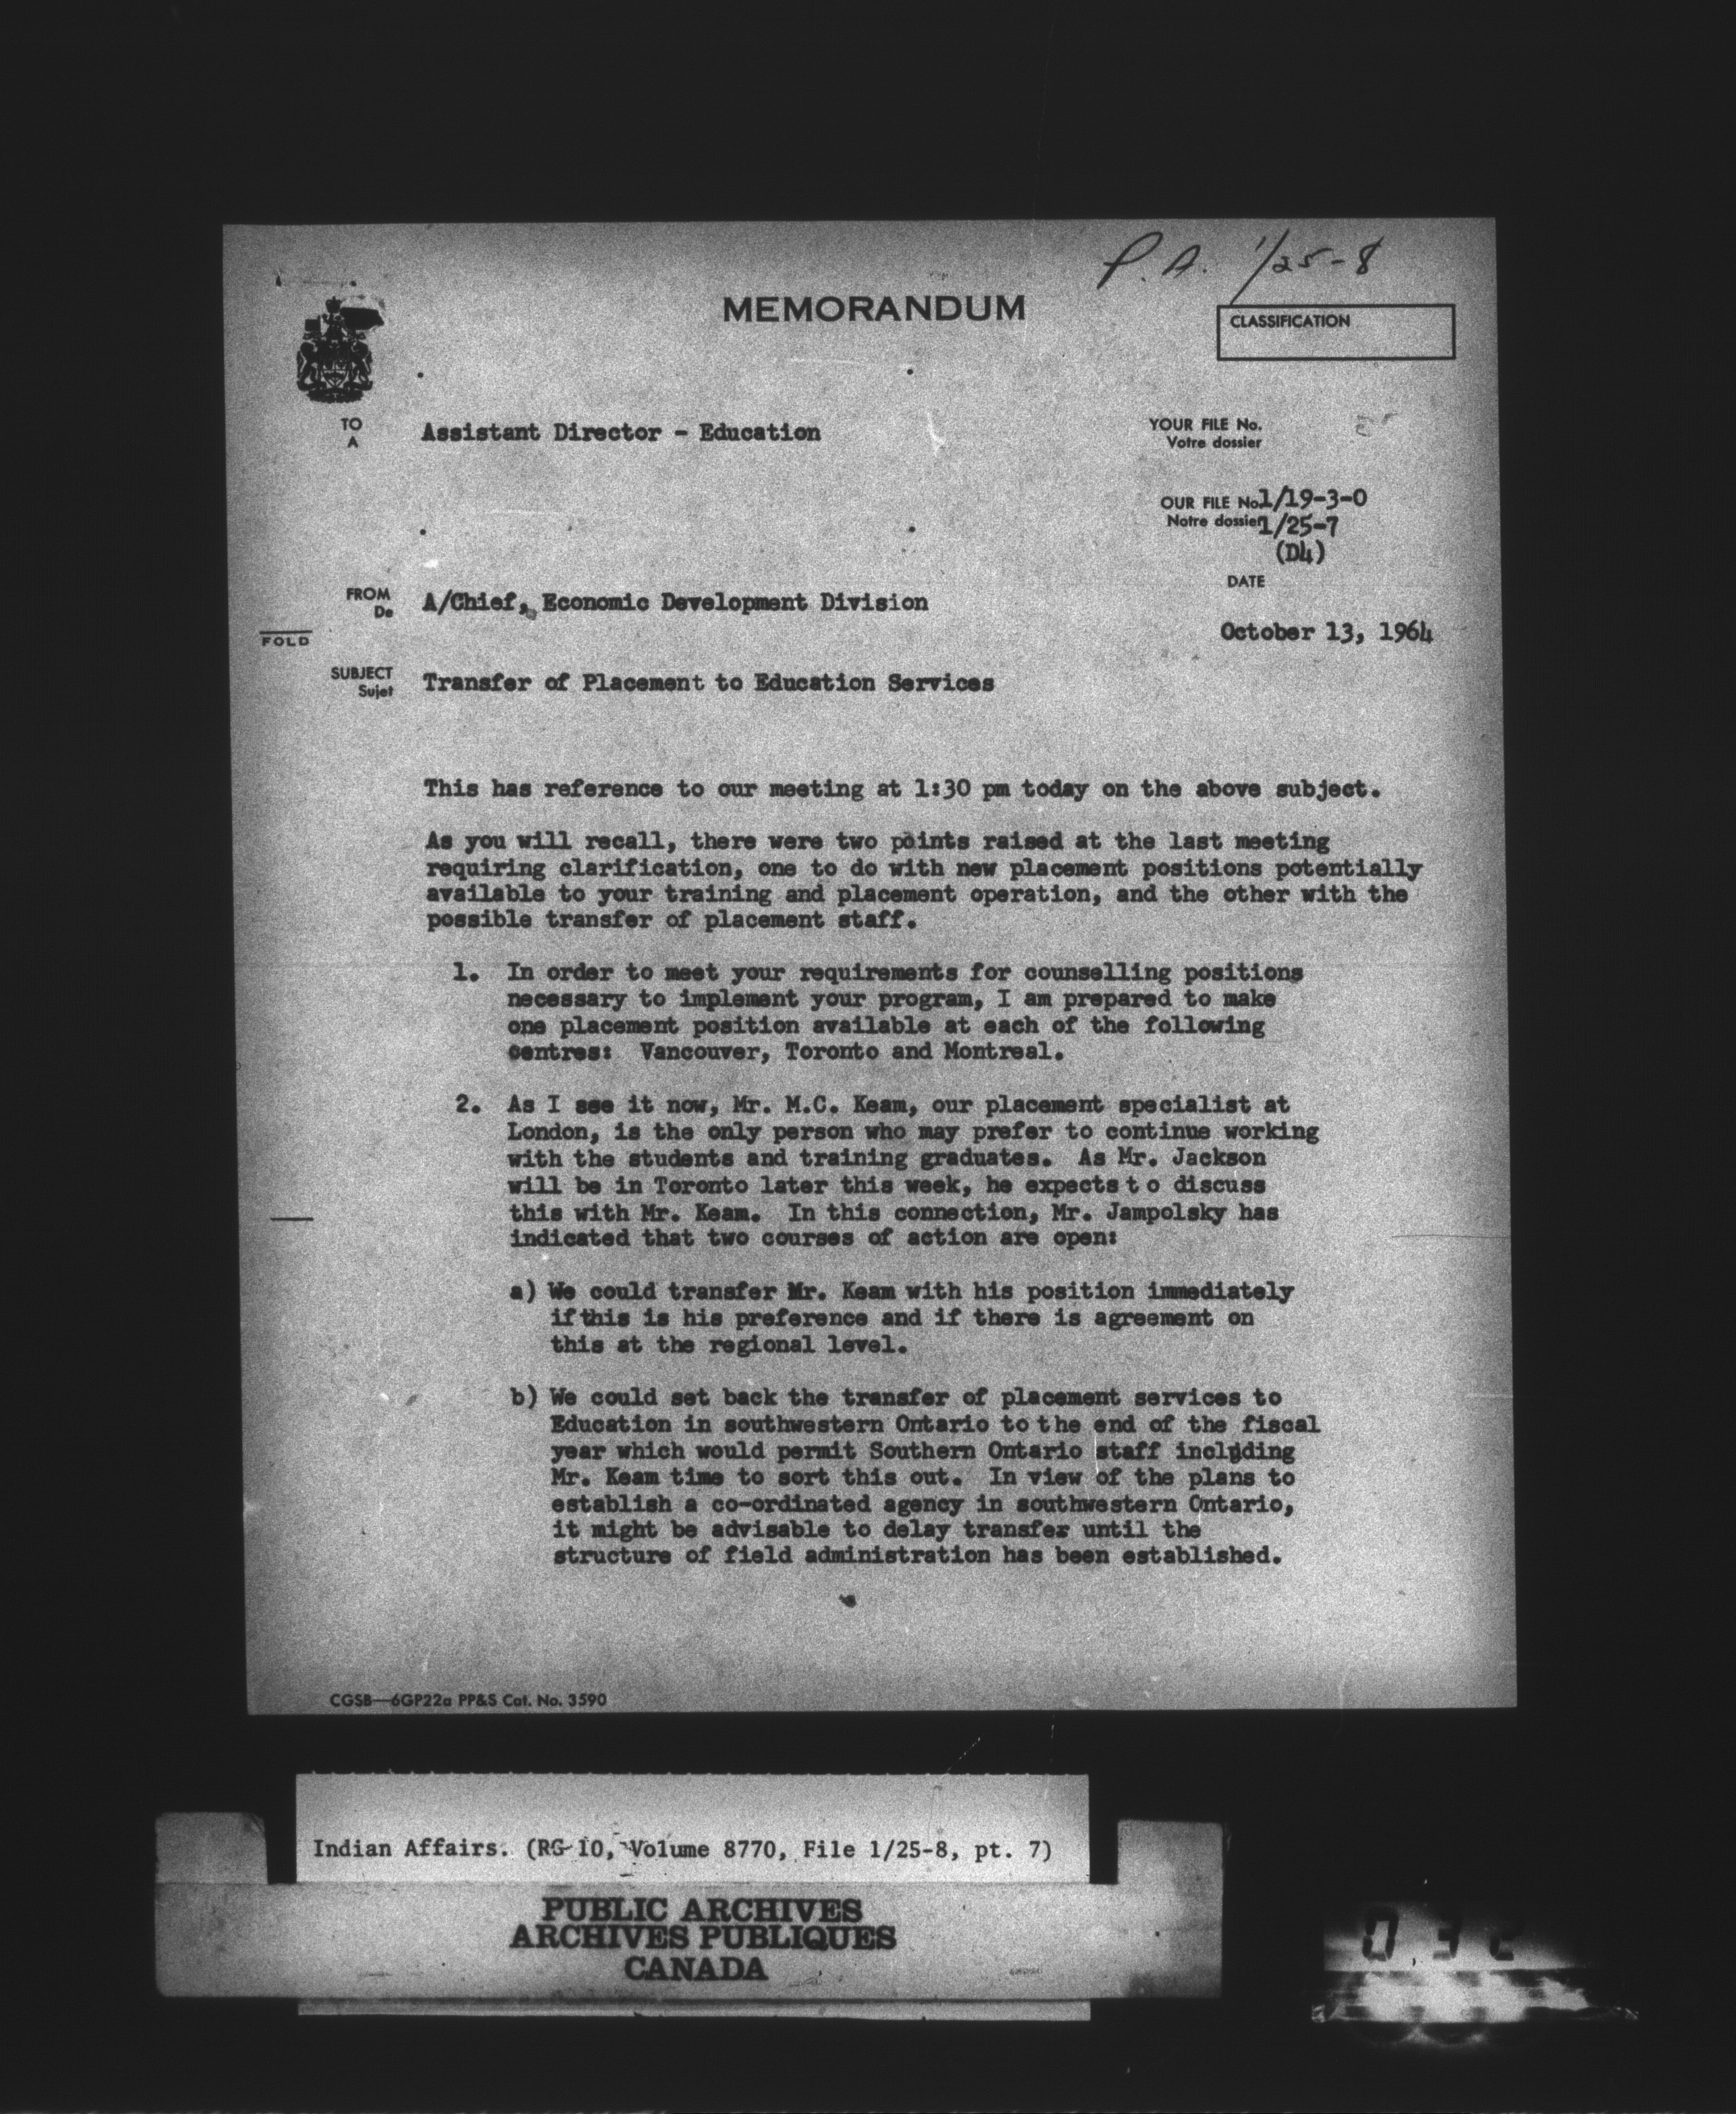 P.A. 1/25-8
MEMORANDUM
CLASSIFICATION
TO
A
Assistant Director - Education
YOUR FILE No.
Votre dossier
OUR FILE No. 1/19-3-0
Notre dossier 1/25-7
(D4)
DATE
FROM
De
A/Chief, Economic Development Division
October 13, 1964
FOLD
SUBJECT
Sujet
Transfer of Placement to Education Services
This has reference to our meeting at 1:30 pm today on the above subject.
As you will recall, there were two points raised at the last meeting
requiring clarification, one to do with new placement positions potentially
available to your training and placement operation, and the other with the
possible transfer of placement staff.
1. In order to meet your requirements for counselling positions
necessary to implement your program, I am prepared to make
one placement position available at each of the following
centres: Vancouver, Toronto and Montreal.
2. As I see it now, Mr. M.C. Keam, our placement specialist at
London, is the only person who may prefer to continue working
with the students and training graduates. As Mr. Jackson
will be in Toronto later this week, he expects to discuss
this with Mr. Keam. In this connection, Mr. Jampolsky has
indicated that two courses of action are open:
a) We could transfer Mr. Keam with his position immediately
if this is his preference and if there is agreement on
this at the regional level.
b) We could set back the transfer of placement services to
Education in southwestern Ontario to the end of the fiscal
year which would permit Southern Ontario staff including
Mr. Keam time to sort this out. In view of the plans to
establish a co-ordinated agency in southwestern Ontario,
it might be advisable to delay transfer until the
structure of field administration has been established.
CGSB—6GP22a PP&S Cat. No. 3590
Indian Affairs. (RG 10, Volume 8770, File 1/25-8, pt. 7)
PUBLIC ARCHIVES
ARCHIVES PUBLIQUES
CANADA